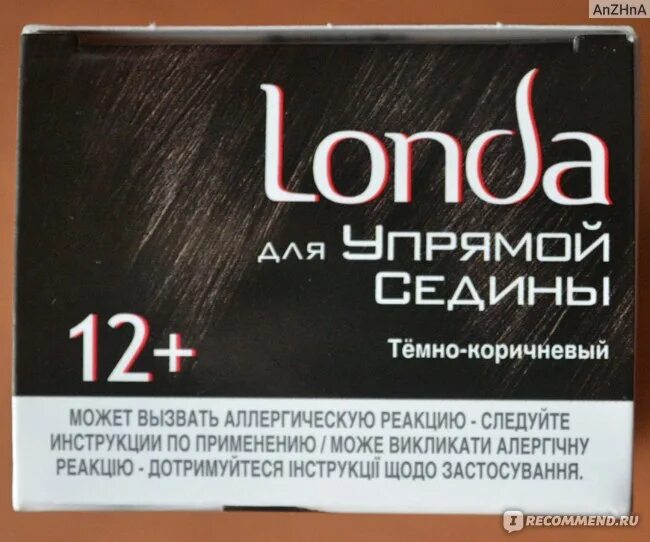 AnZHnA
Londa
для Упрямой
Седины
12+
Тёмно-коричневый
МОЖЕТ ВЫЗВАТЬ АЛЛЕРГИЧЕСКУЮ РЕАКЦИЮ - СЛЕДУЙТЕ
ИНСТРУКЦИИ ПО ПРИМЕНЕНИЮ / МОЖЕ ВИКЛИКАТИ АЛЕРГІЧНУ
РЕАКЦІЮ - ДОТРИМУЙТЕСЯ ІНСТРУКЦІЇ ЩОДО ЗАСТОСУВАННЯ.
I RECOMMEND.RU